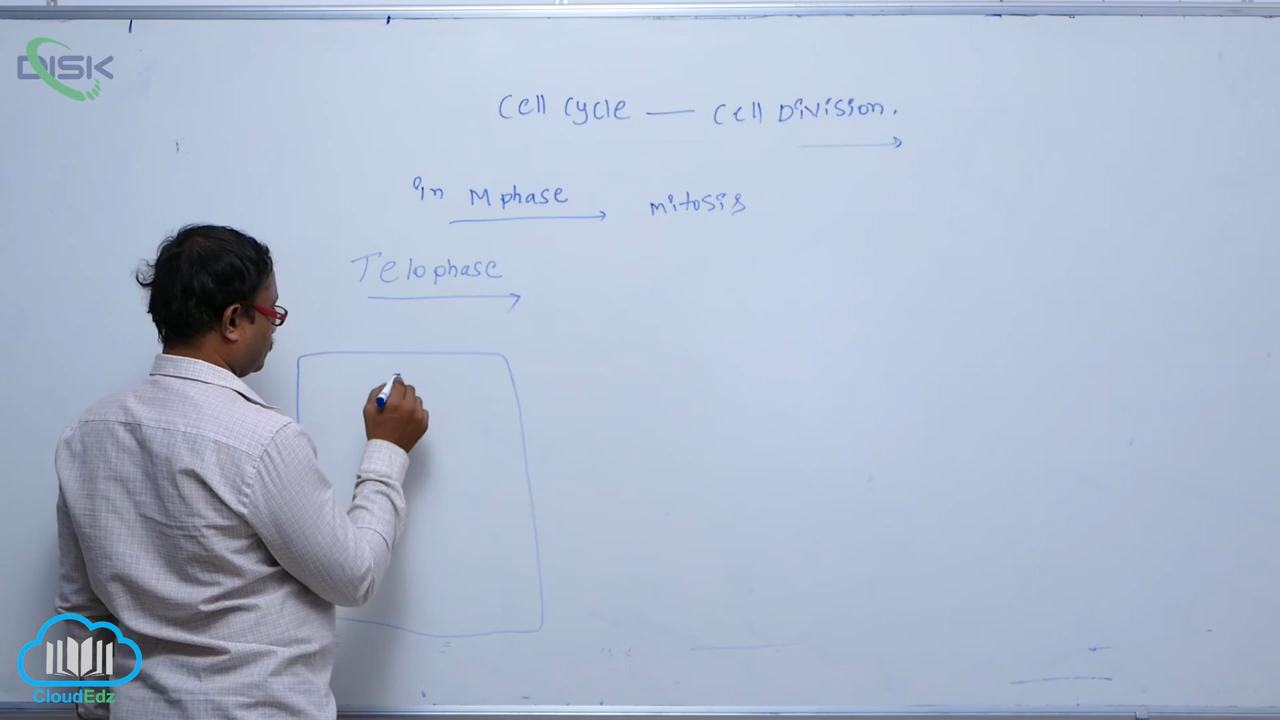 DISK
Cell Cycle — Cell Division.
in M phase mitosis
Telophase
CloudEdz